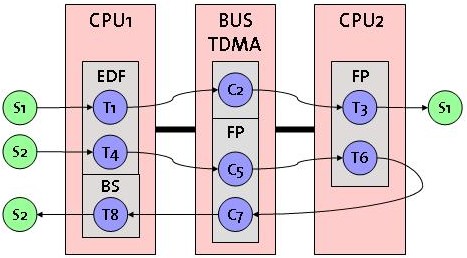 CPU1
BUS
TDMA
CPU2
EDF
FP
S1
T1
C2
T3
S1
FP
S2
T4
C5
T6
BS
S2
T8
C7